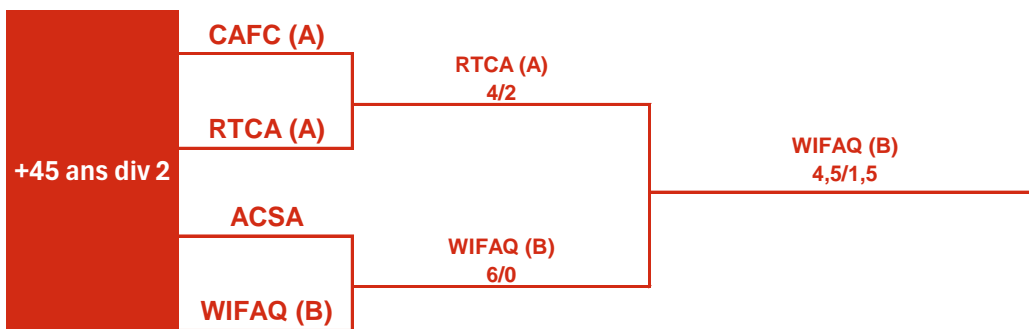 +45 ans div 2
CAFC (A)
RTCA (A)
ACSA
WIFAQ (B)
RTCA (A)
4/2
WIFAQ (B)
6/0
WIFAQ (B)
4,5/1,5